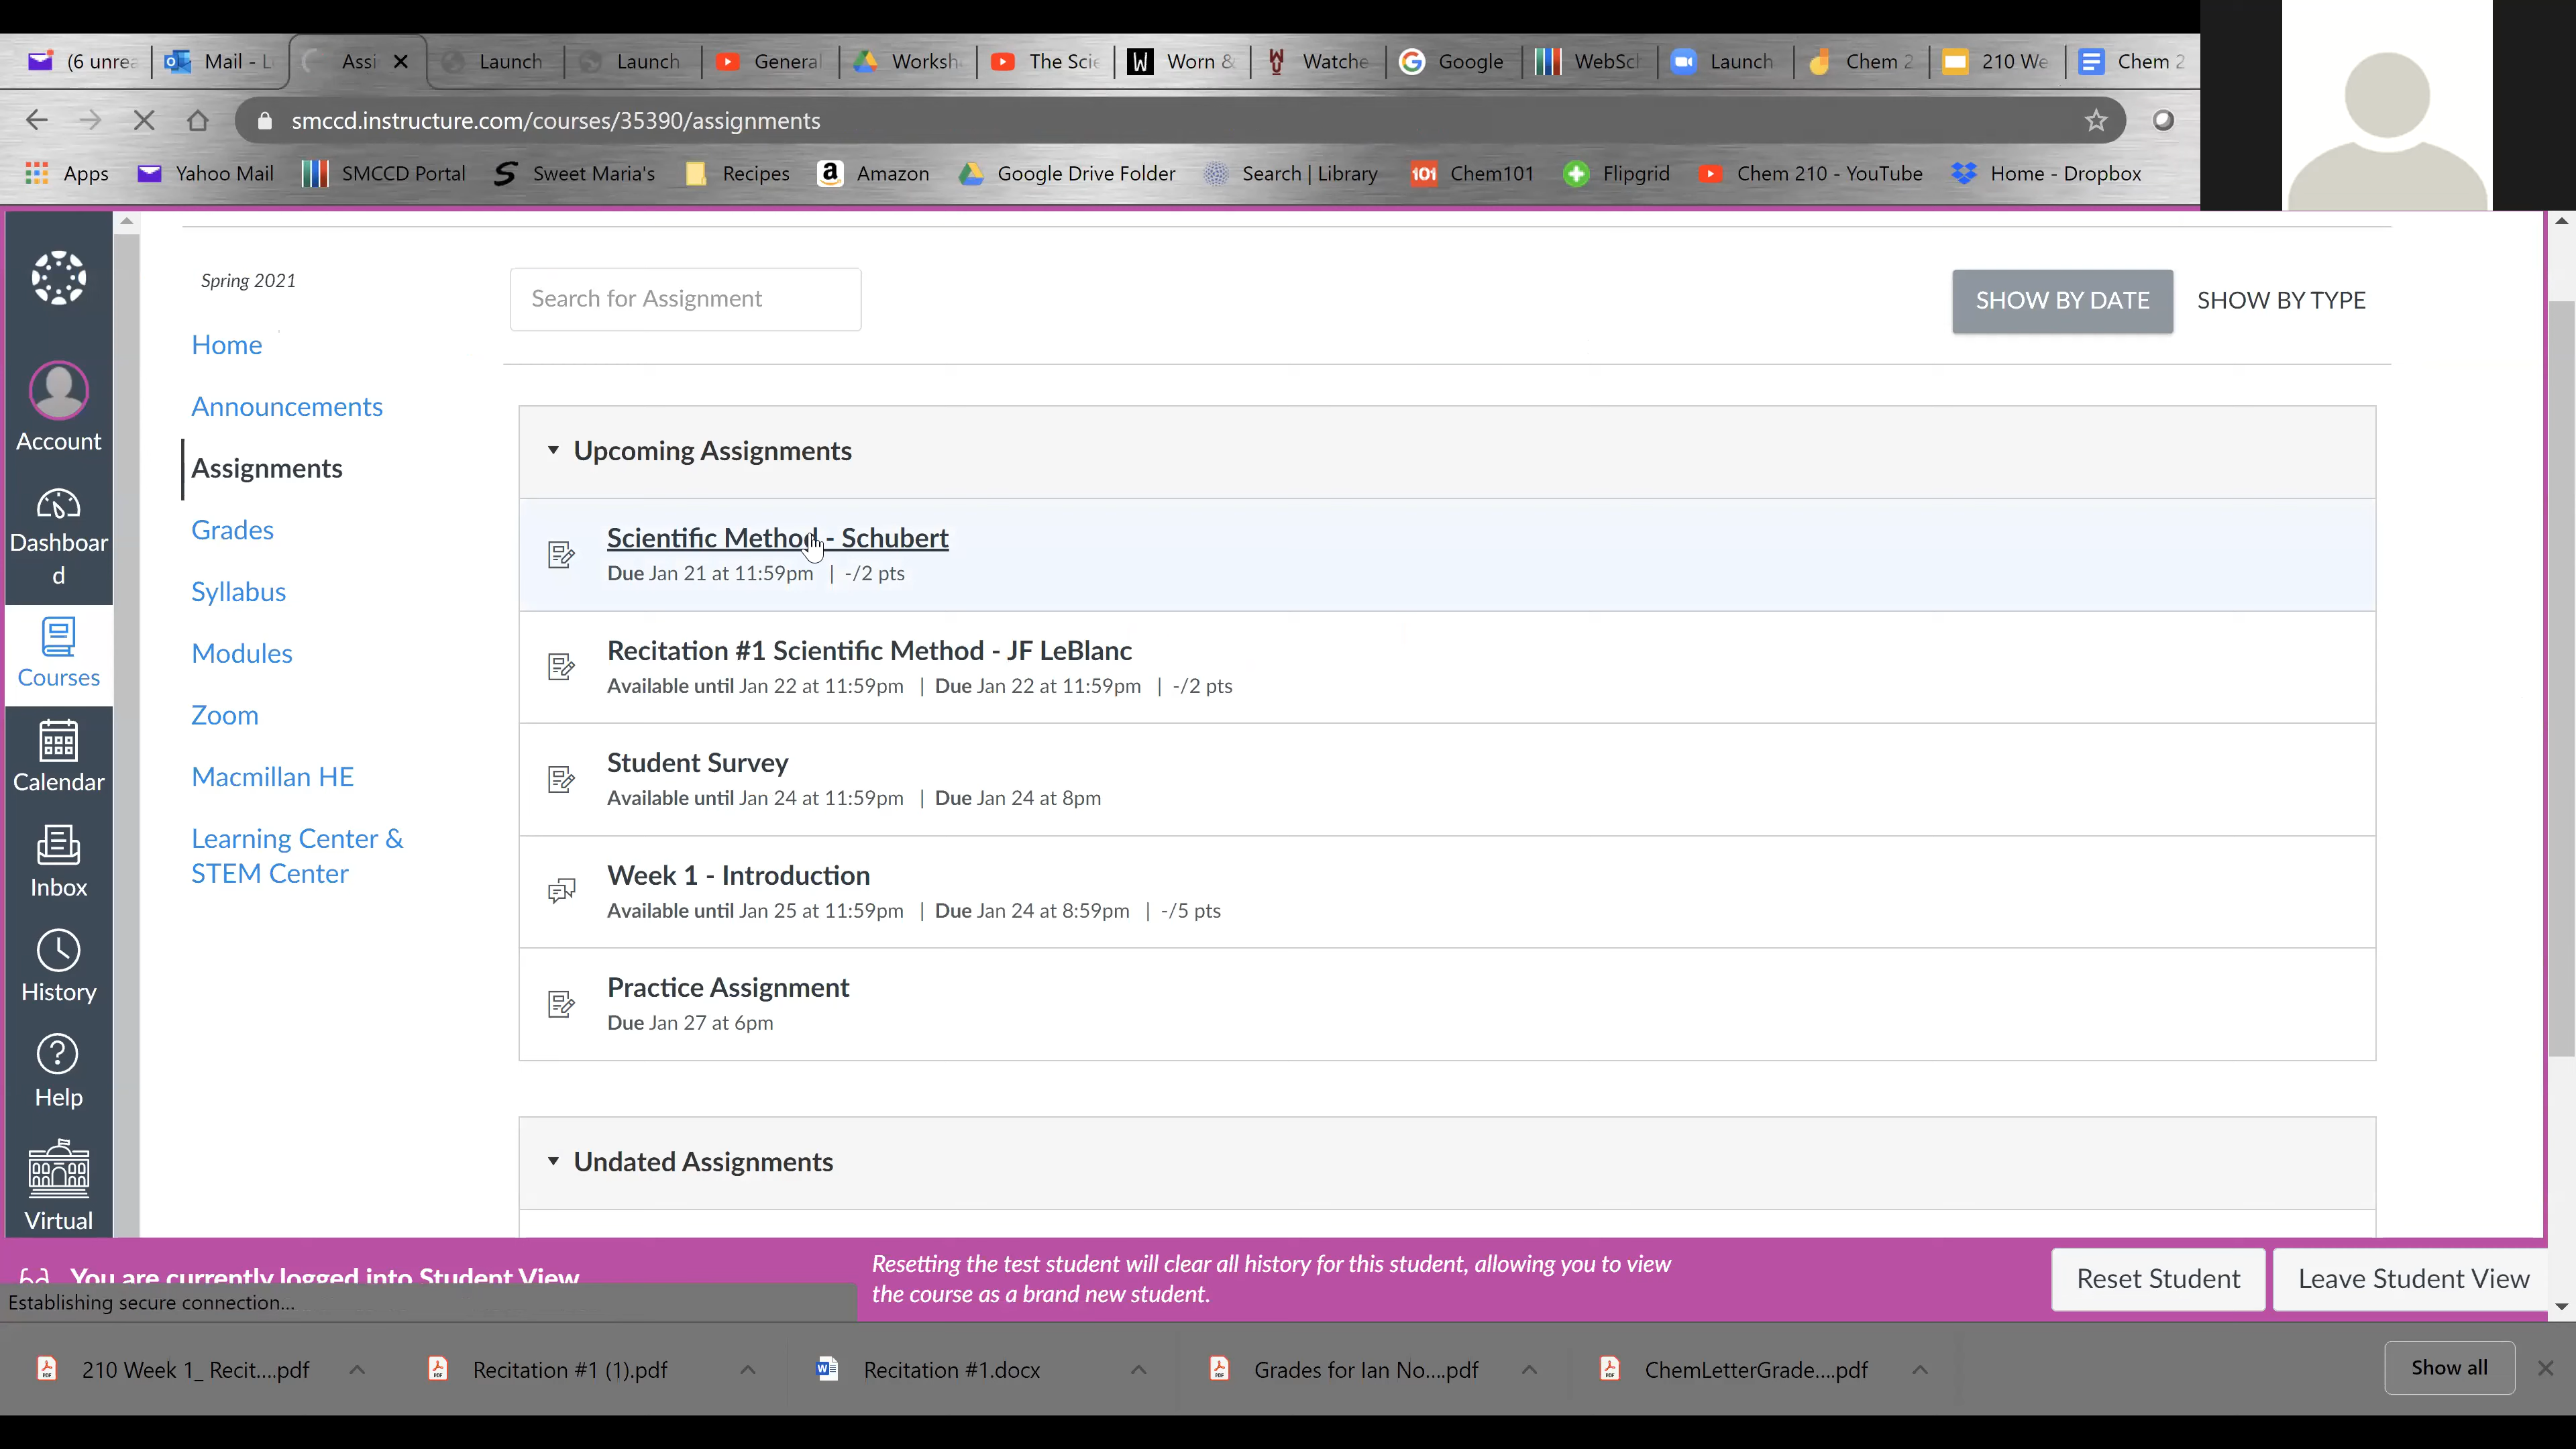 (6 unrea
Mail - L
Assi
Launch
Launch
General
Worksh
The Scie
W
Worn &
Watche
Google
WebSch
Launch
Chem 2
210 We
Chem 2
smccd.instructure.com/courses/35390/assignments
Apps
Yahoo Mail
SMCCD Portal
Sweet Maria's
Recipes
Amazon
Google Drive Folder
Search | Library
101
Chem101
Flipgrid
Chem 210 - YouTube
Home - Dropbox
Account
Dashboar
d
Courses
Calendar
Inbox
History
Help
Virtual
Spring 2021
Home
Announcements
Assignments
Grades
Syllabus
Modules
Zoom
Macmillan HE
Learning Center &
STEM Center
Search for Assignment
SHOW BY DATE
SHOW BY TYPE
Upcoming Assignments
Scientific Method - Schubert
Due Jan 21 at 11:59pm | -/2 pts
Recitation #1 Scientific Method - JF LeBlanc
Available until Jan 22 at 11:59pm | Due Jan 22 at 11:59pm | -/2 pts
Student Survey
Available until Jan 24 at 11:59pm | Due Jan 24 at 8pm
Week 1 - Introduction
Available until Jan 25 at 11:59pm | Due Jan 24 at 8:59pm | -/5 pts
Practice Assignment
Due Jan 27 at 6pm
Undated Assignments
You are currently logged into Student View
Resetting the test student will clear all history for this student, allowing you to view
the course as a brand new student.
Reset Student
Leave Student View
Establishing secure connection...
210 Week 1_ Recit....pdf
Recitation #1 (1).pdf
Recitation #1.docx
Grades for Ian No....pdf
ChemLetterGrade....pdf
Show all